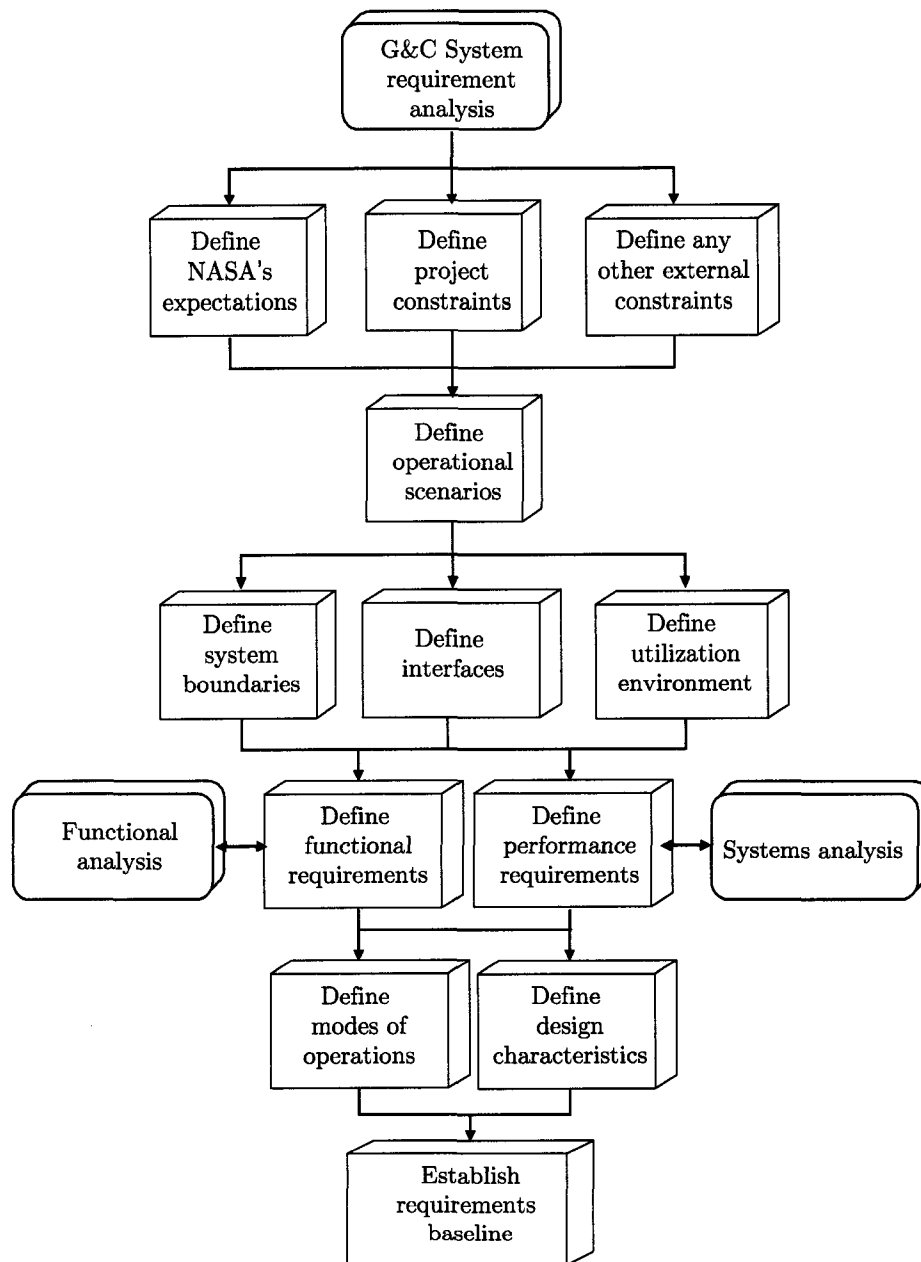 G&C System
requirement
analysis
Define
NASA's
expectations
Define
project
constraints
Define any
other external
constraints
Define
operational
scenarios
Define
system
boundaries
Define
interfaces
Define
utilization
environment
Functional
analysis
Define
functional
requirements
Define
performance
requirements
Systems analysis
Define
modes of
operations
Define
design
characteristics
Establish
requirements
baseline